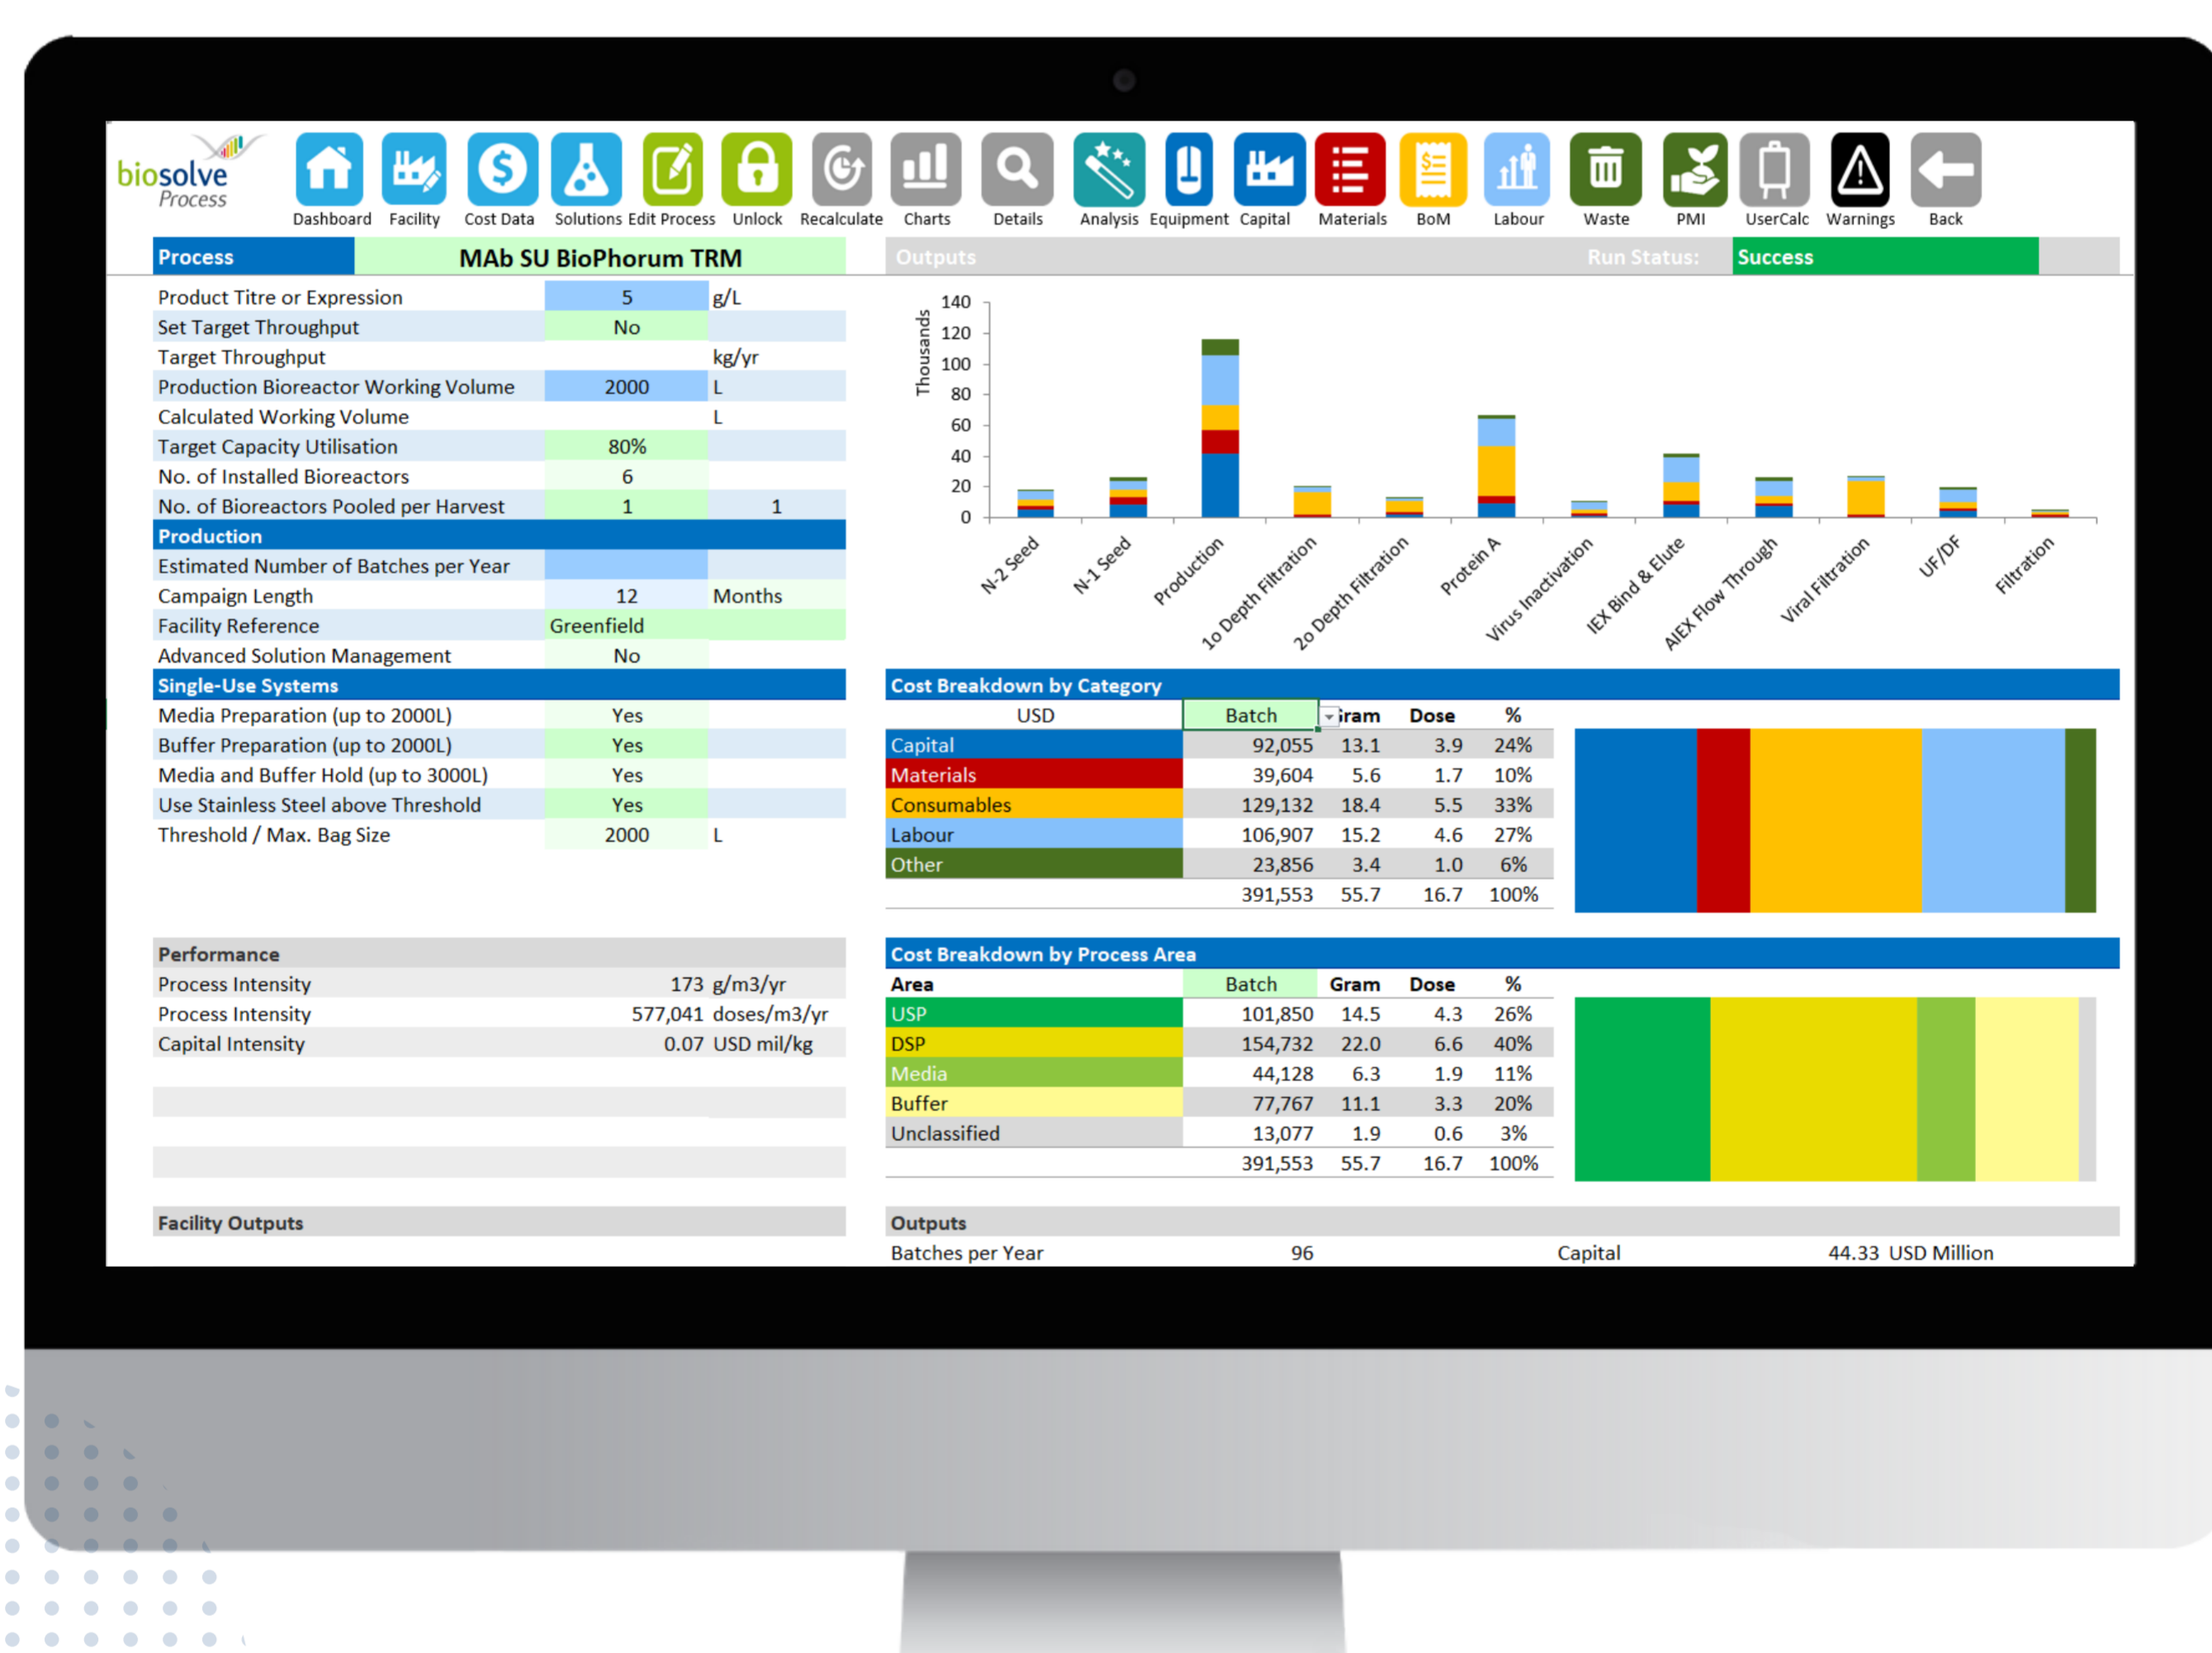 biosolve
Process
Dashboard Facility Cost Data Solutions Edit Process Unlock Recalculate Charts Details Analysis Equipment Capital Materials BoM Labour Waste PMI UserCalc Warnings Back
Process MAb SU BioPhorum TRM
Product Titre or Expression 5 g/L
Set Target Throughput No
Target Throughput kg/yr
Production Bioreactor Working Volume 2000 L
Calculated Working Volume L
Target Capacity Utilisation 80%
No. of Installed Bioreactors 6
No. of Bioreactors Pooled per Harvest 1 1
Production
Estimated Number of Batches per Year
Campaign Length 12 Months
Facility Reference Greenfield
Advanced Solution Management No
Single-Use Systems
Media Preparation (up to 2000L) Yes
Buffer Preparation (up to 2000L) Yes
Media and Buffer Hold (up to 3000L) Yes
Use Stainless Steel above Threshold Yes
Threshold / Max. Bag Size 2000 L
Performance
Process Intensity 173 g/m3/yr
Process Intensity 577,041 doses/m3/yr
Capital Intensity 0.07 USD mil/kg
Facility Outputs
Outputs Run Status: Success
Thousands
140
120
100
80
60
40
20
0
N-2 Seed
N-1 Seed
Production
1o Depth Filtration
2o Depth Filtration
Protein A
Virus Inactivation
IEX Bind & Elute
AIEX Flow Through
Viral Filtration
UF/DF
Filtration
Cost Breakdown by Category
USD Batch Gram Dose %
Capital 92,055 13.1 3.9 24%
Materials 39,604 5.6 1.7 10%
Consumables 129,132 18.4 5.5 33%
Labour 106,907 15.2 4.6 27%
Other 23,856 3.4 1.0 6%
391,553 55.7 16.7 100%
Cost Breakdown by Process Area
Area Batch Gram Dose %
USP 101,850 14.5 4.3 26%
DSP 154,732 22.0 6.6 40%
Media 44,128 6.3 1.9 11%
Buffer 77,767 11.1 3.3 20%
Unclassified 13,077 1.9 0.6 3%
391,553 55.7 16.7 100%
Outputs
Batches per Year 96 Capital 44.33 USD Million